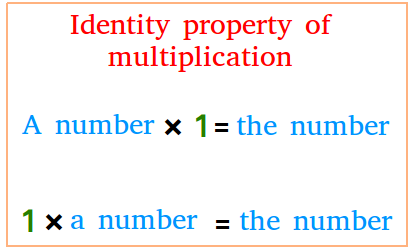 Identity property of
multiplication
A number × 1 = the number
1 × a number = the number